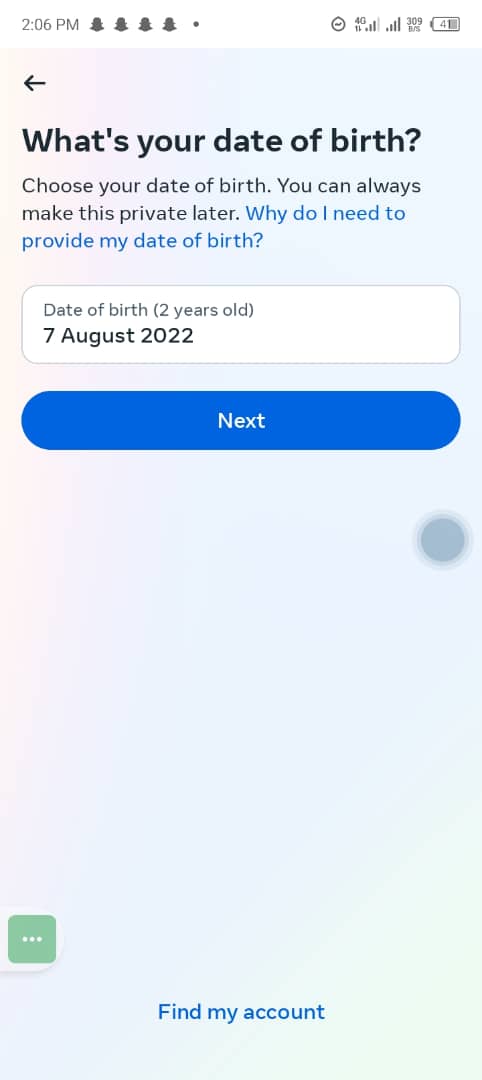 2:06 PM
4G
309
B/S
41
What's your date of birth?
Choose your date of birth. You can always
make this private later. Why do I need to
provide my date of birth?
Date of birth (2 years old)
7 August 2022
Next
Find my account